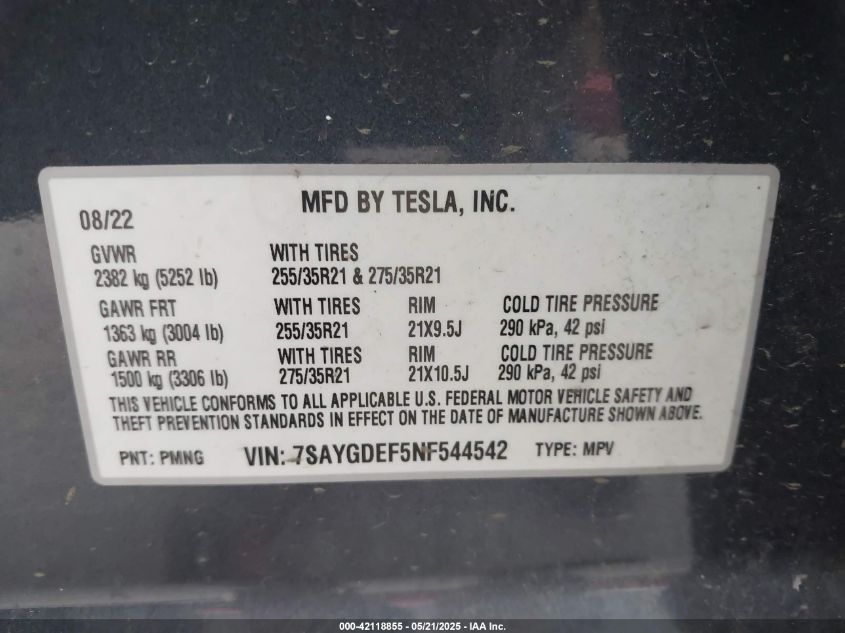 MFD BY TESLA, INC.
08/22
GVWR WITH TIRES
2382 kg (5252 lb) 255/35R21 & 275/35R21
GAWR FRT WITH TIRES RIM COLD TIRE PRESSURE
1363 kg (3004 lb) 255/35R21 21X9.5J 290 kPa, 42 psi
GAWR RR WITH TIRES RIM COLD TIRE PRESSURE
1500 kg (3306 lb) 275/35R21 21X10.5J 290 kPa, 42 psi
THIS VEHICLE CONFORMS TO ALL APPLICABLE U.S. FEDERAL MOTOR VEHICLE SAFETY AND
THEFT PREVENTION STANDARDS IN EFFECT ON THE DATE OF MANUFACTURE SHOWN ABOVE.
PNT: PMNG VIN: 7SAYGDEF5NF544542 TYPE: MPV
000-42118855 - 05/21/2025 - IAA Inc.